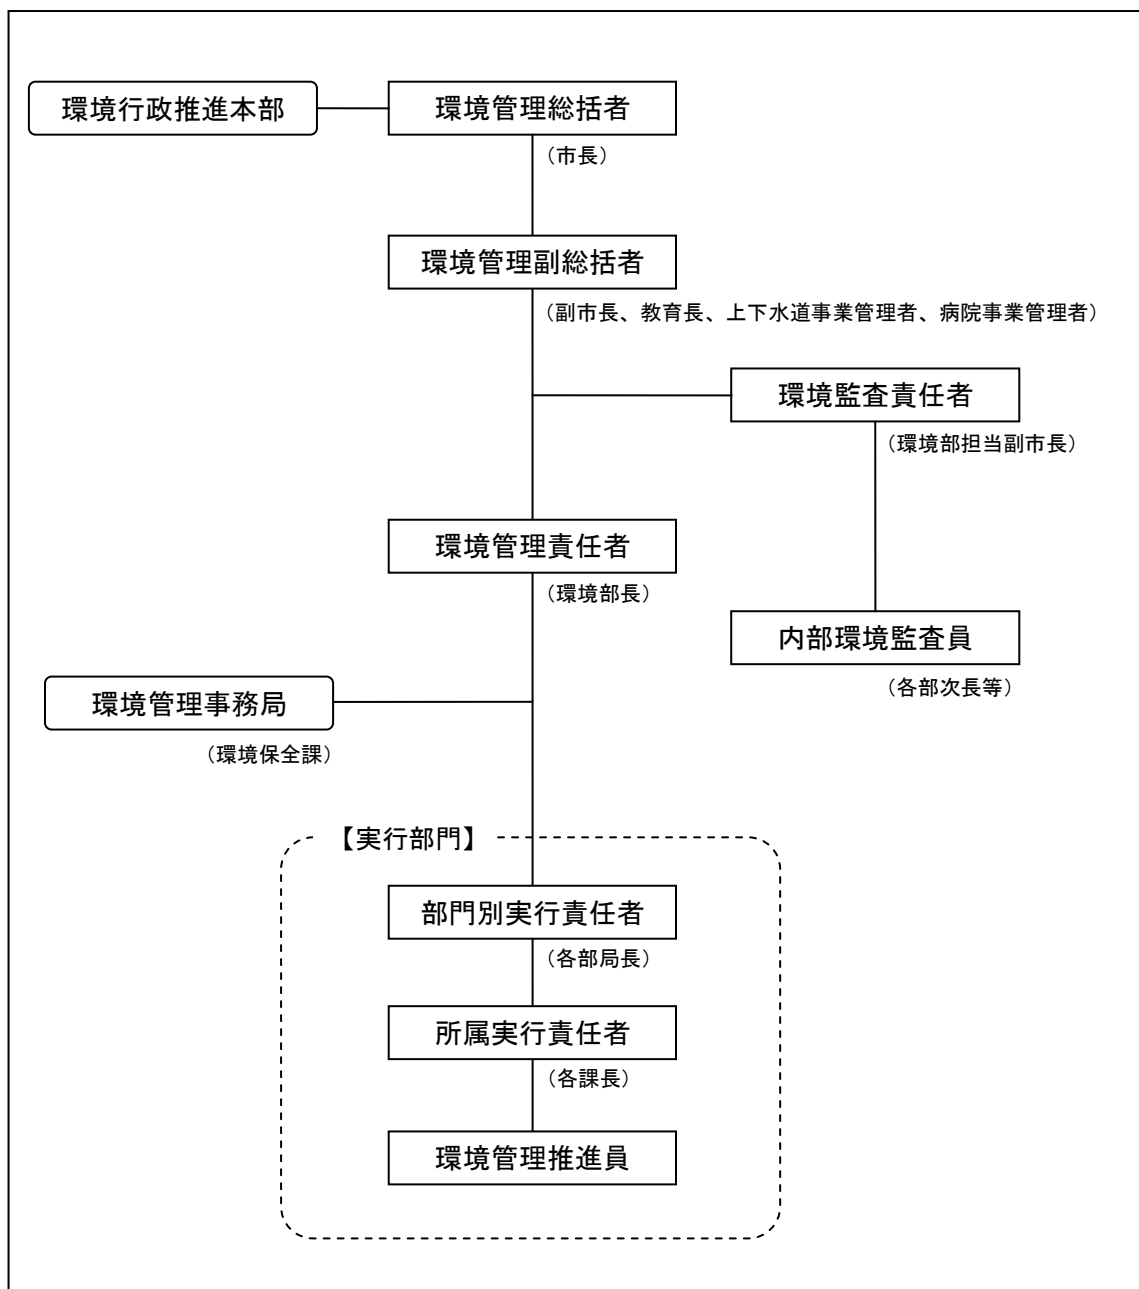 環境行政推進本部
環境管理総括者
（市長）
環境管理副総括者
（副市長、教育長、上下水道事業管理者、病院事業管理者）
環境監査責任者
（環境部担当副市長）
環境管理責任者
（環境部長）
内部環境監査員
（各部次長等）
環境管理事務局
（環境保全課）
【実行部門】
部門別実行責任者
（各部局長）
所属実行責任者
（各課長）
環境管理推進員